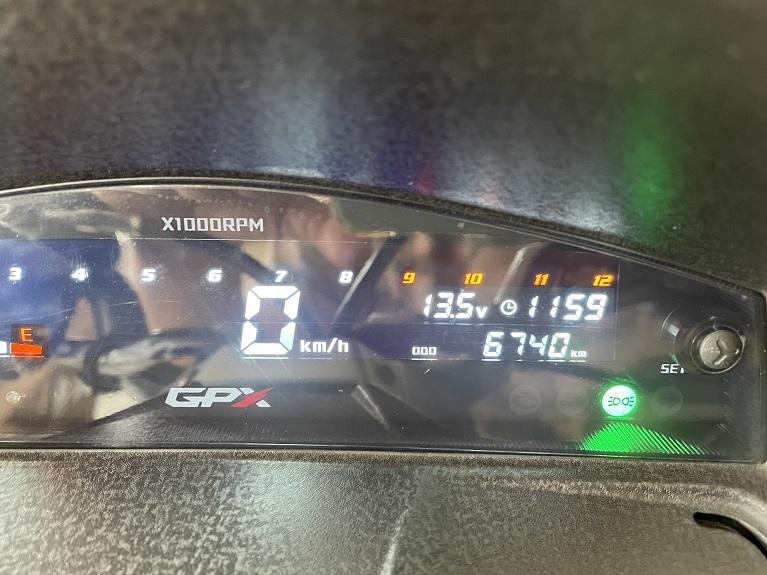 X1000RPM
3 4 5 6 7 8 9 10 11 12
13.5v 1159
E
0 km/h
ODO 6740 km
SET
GPX